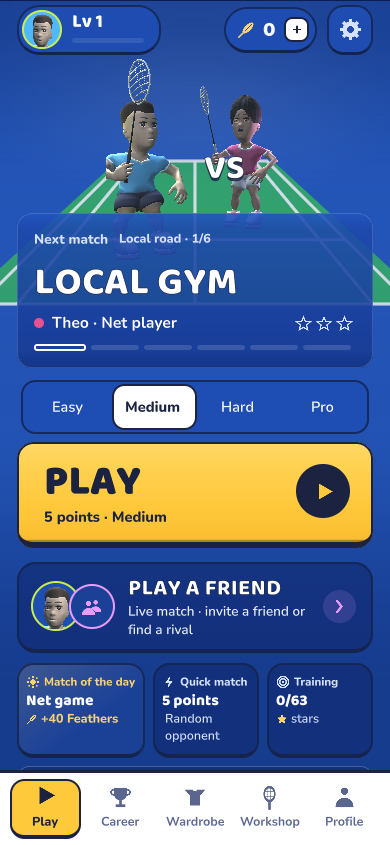 Lv 1
0
+
VS
Next match Local road · 1/6
LOCAL GYM
Theo · Net player
Easy
Medium
Hard
Pro
PLAY
5 points · Medium
PLAY A FRIEND
Live match · invite a friend or
find a rival
Match of the day
Net game
+40 Feathers
Quick match
5 points
Random
opponent
Training
0/63
stars
Play
Career
Wardrobe
Workshop
Profile